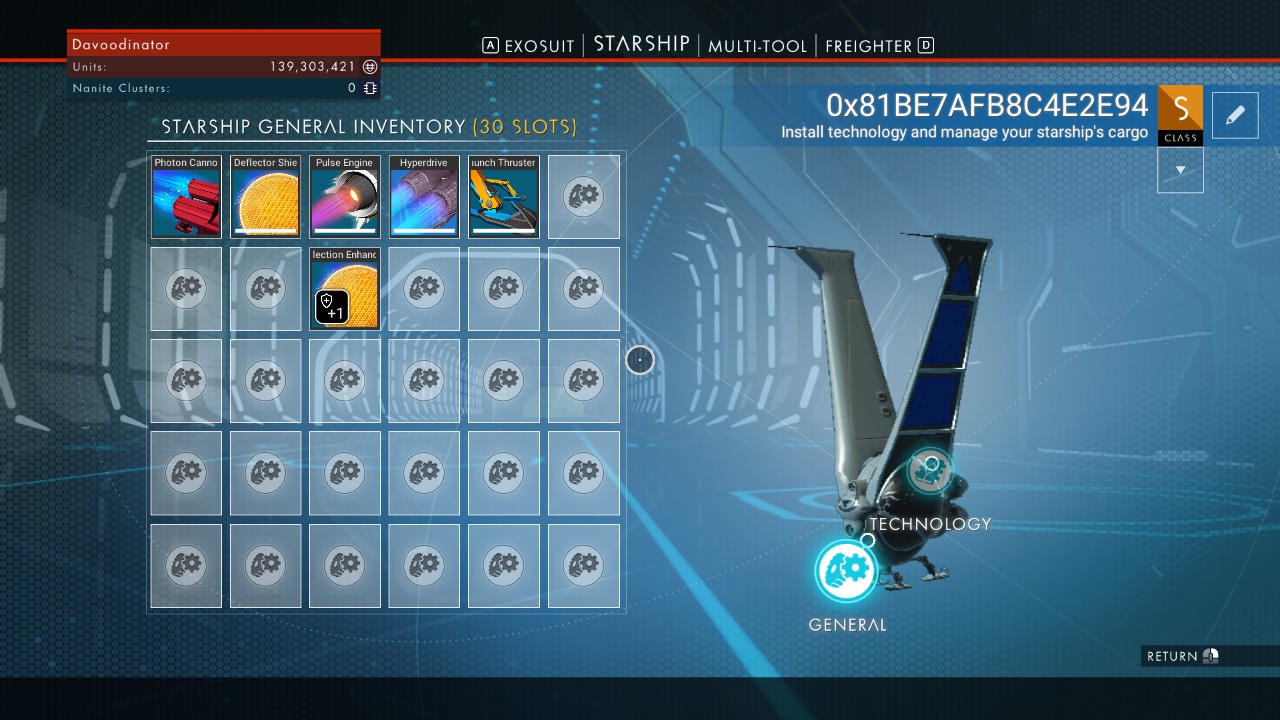 Davoodinator
Units: 139,303,421
Nanite Clusters: 0
A EXOSUIT STARSHIP MULTI-TOOL FREIGHTER D
STARSHIP GENERAL INVENTORY (30 SLOTS)
0x81BE7AFB8C4E2E94
Install technology and manage your starship's cargo
S
CLASS
Photon Canno
Deflector Shie
Pulse Engine
Hyperdrive
unch Thruster
lection Enhanc
+1
TECHNOLOGY
GENERAL
RETURN